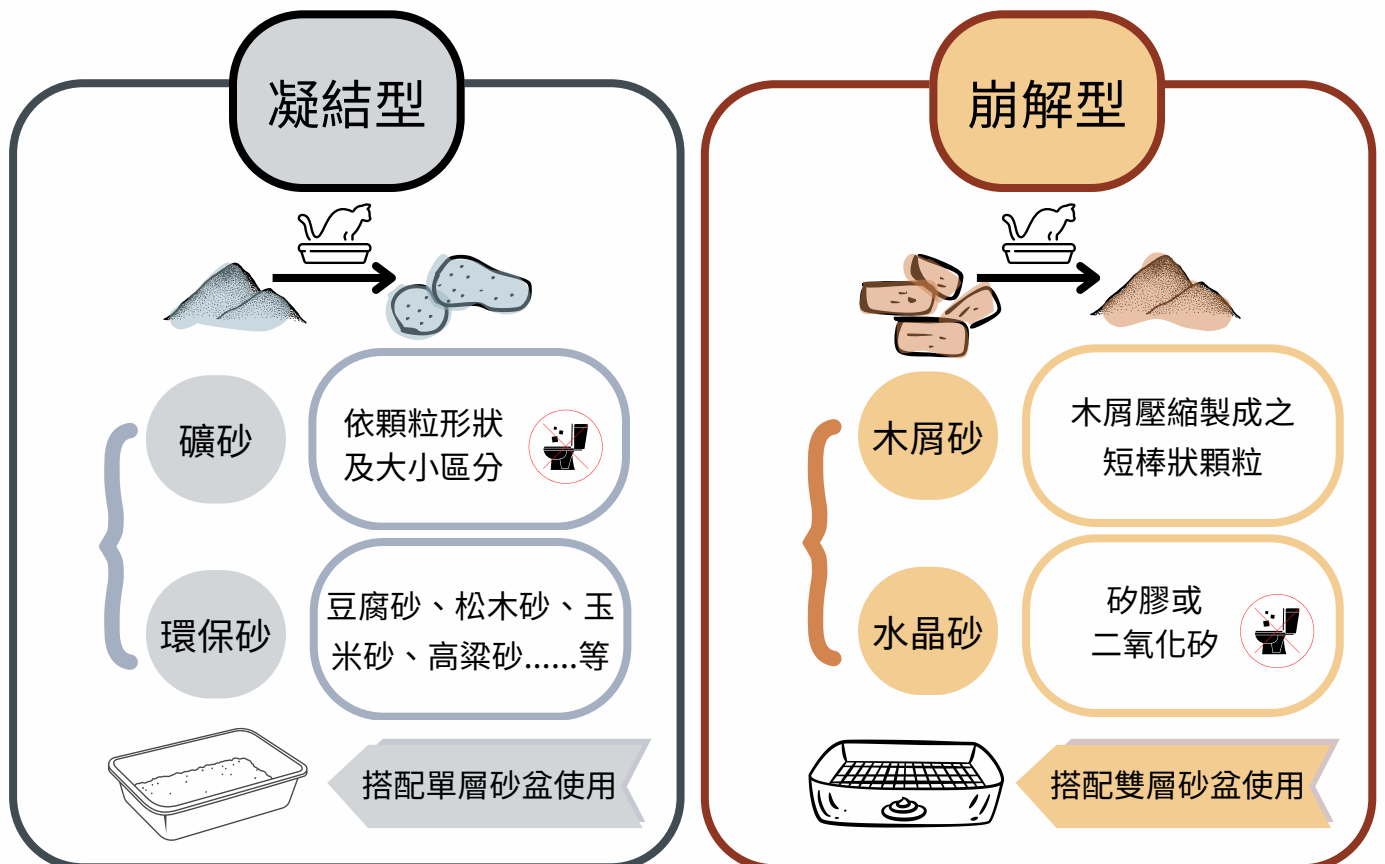 凝結型
礦砂
依顆粒形狀
及大小區分
環保砂
豆腐砂、松木砂、玉
米砂、高粱砂……等
搭配單層砂盆使用
崩解型
木屑砂
木屑壓縮製成之
短棒狀顆粒
水晶砂
矽膠或
二氧化矽
搭配雙層砂盆使用